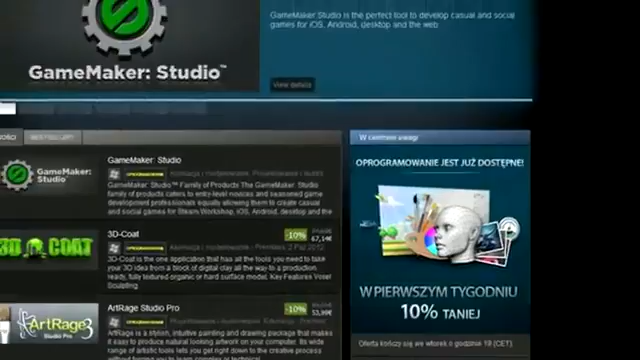 GameMaker: Studio™
GameMaker: Studio is the perfect tool to develop casual and social
games for iOS, Android, desktop and the web
View details
BESTSELLERY
W centrum uwagi
GameMaker: Studio™
GameMaker: Studio
GameMaker: Studio™ Family of Products The GameMaker: Studio
family of products caters to entry-level novices and seasoned game
development professionals equally allowing them to create casual
and social games for Steam Workshop, iOS, Android, desktop and the
3D COAT
3D-Coat
-10%
67,14€
3D-Coat is the one application that has all the tools you need to take
your 3D idea from a block of digital clay all the way to a production
ready, fully textured organic or hard surface model. Key Features Voxel
Sculpting
ArtRage 3
Studio Pro
ArtRage Studio Pro
-10%
ArtRage is a stylish, intuitive painting and drawing package that makes
it easy to produce natural looking artwork on your computer. Its wide
range of artistic tools lets you get right down to the creative process
OPROGRAMOWANIE JEST JUŻ DOSTĘPNE!
W PIERWSZYM TYGODNIU
10% TANIEJ
Oferta kończy się we wtorek o godzinie 19 (CET).